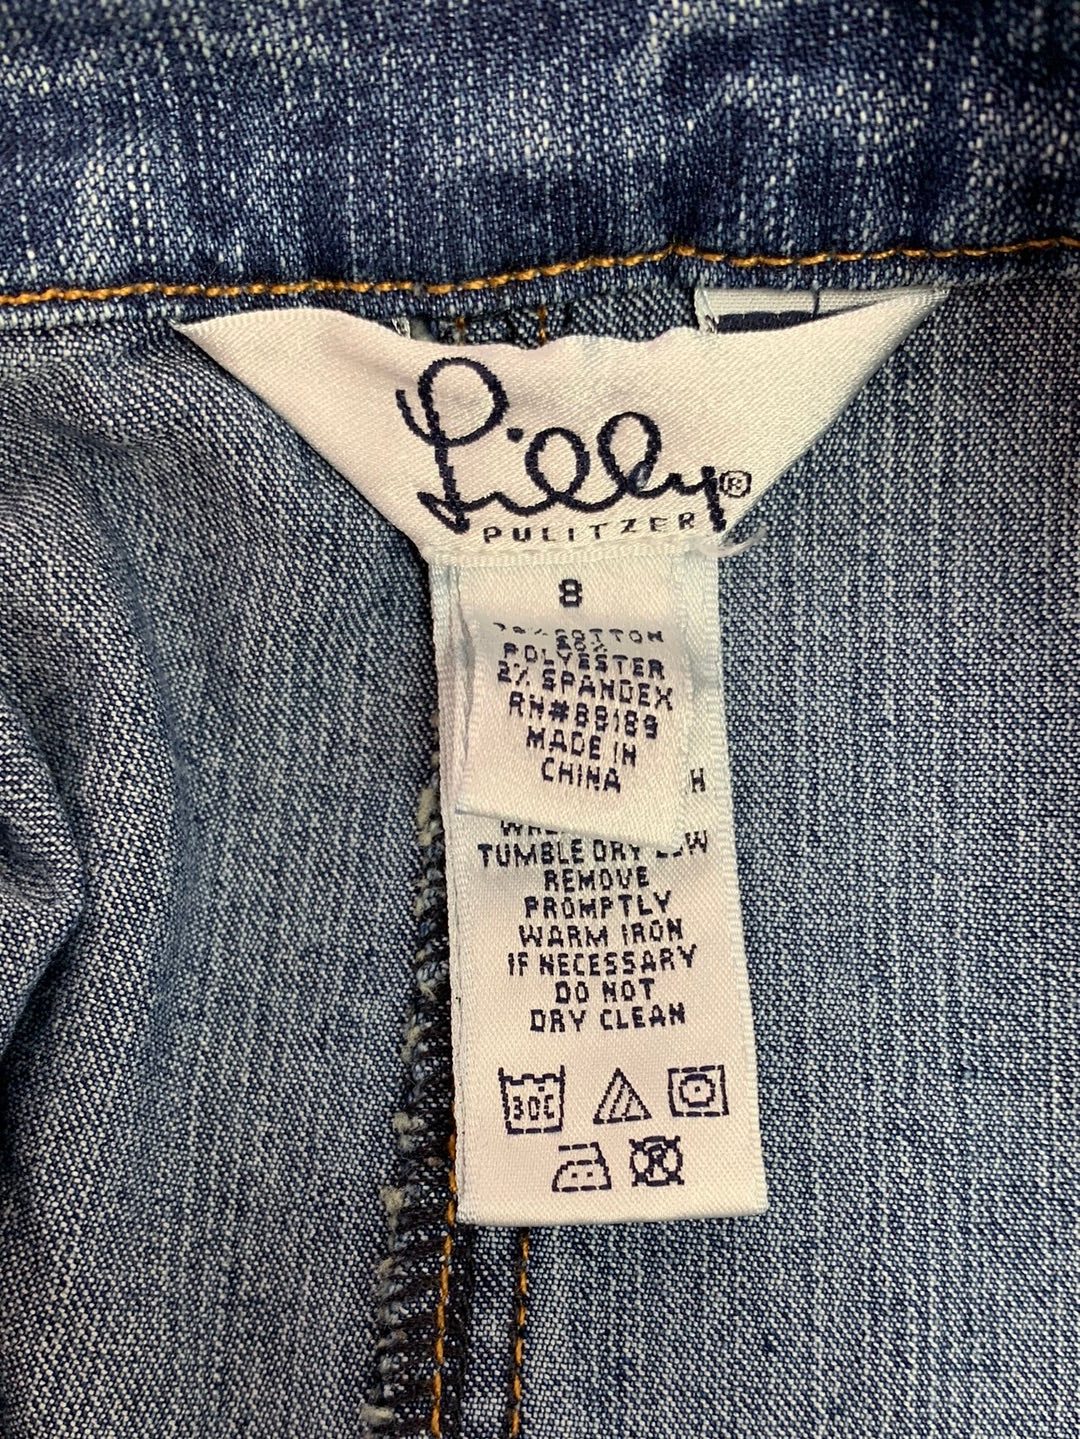 Lilly®
PULITZER
8
COTTON
POLYESTER
2% SPANDEX
RN#89189
MADE IN
CHINA
TUMBLE DRY
REMOVE
PROMPTLY
WARM IRON
IF NECESSARY
DO NOT
DRY CLEAN
30C